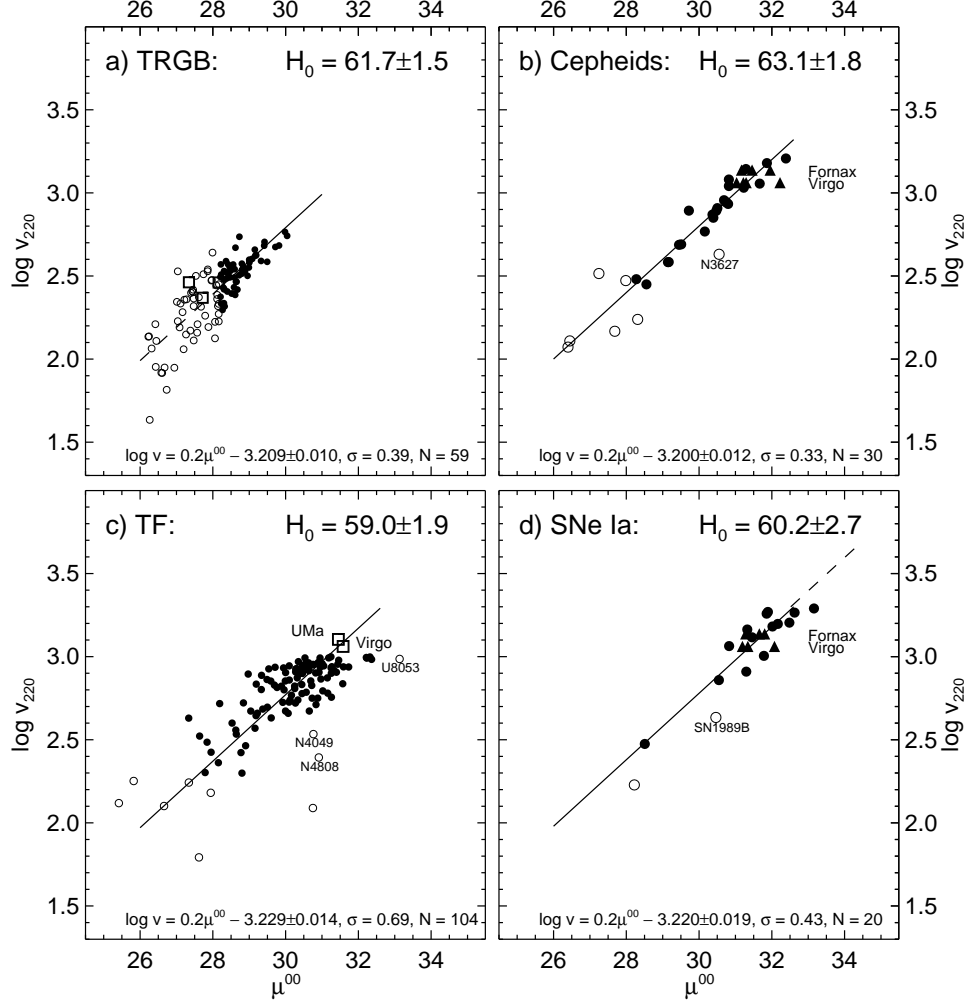 26 28 30 32 34 26 28 30 32 34
a) TRGB: H0 = 61.7±1.5 b) Cepheids: H0 = 63.1±1.8
3.5 3.5
3.0 Fornax 3.0
Virgo
log v220 2.5 N3627 2.5 log v220
2.0 2.0
1.5 1.5
log v = 0.2μ00 − 3.209±0.010, σ = 0.39, N = 59 log v = 0.2μ00 − 3.200±0.012, σ = 0.33, N = 30
c) TF: H0 = 59.0±1.9 d) SNe Ia: H0 = 60.2±2.7
3.5 3.5
UMa
Virgo Fornax
3.0 Virgo 3.0
U8053
log v220 SN1989B log v220
2.5 N4049 2.5
N4808
2.0 2.0
1.5 1.5
log v = 0.2μ00 − 3.229±0.014, σ = 0.69, N = 104 log v = 0.2μ00 − 3.220±0.019, σ = 0.43, N = 20
26 28 30 32 34 26 28 30 32 34
μ00 μ00